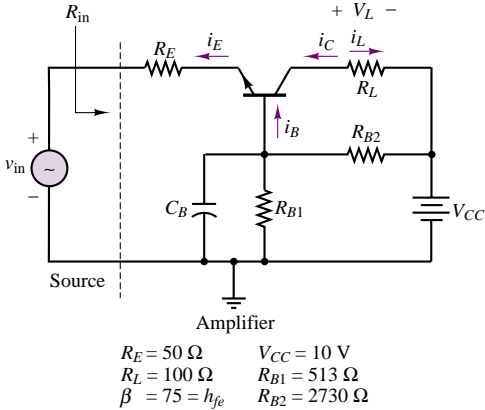 R_in
+ V_L −
R_E
i_E
i_C
i_L
R_L
i_B
R_B2
+
v_in
~
−
C_B
R_B1
V_CC
Source
Amplifier
R_E = 50 Ω V_CC = 10 V
R_L = 100 Ω R_B1 = 513 Ω
β = 75 = h_fe R_B2 = 2730 Ω